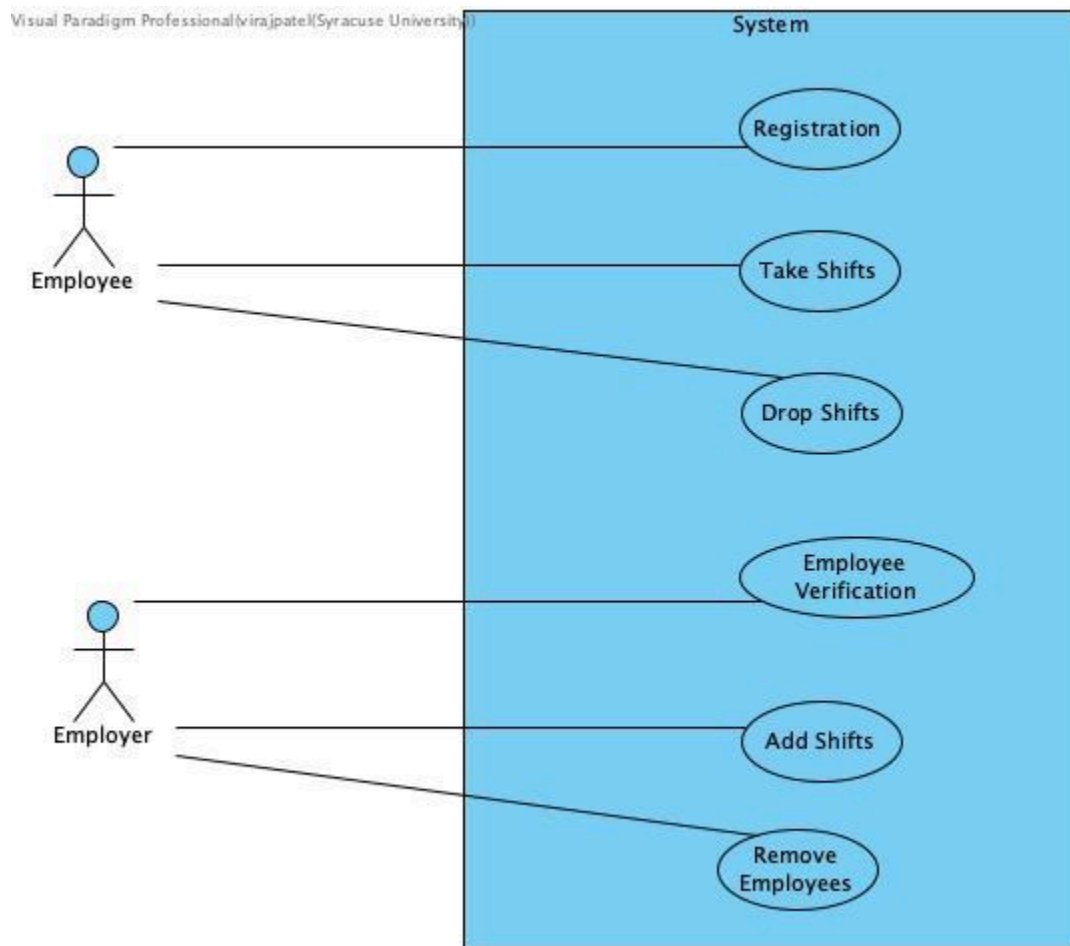 Visual Paradigm Professional(virajpatel(Syracuse University))
System
Registration
Employee
Take Shifts
Drop Shifts
Employee
Verification
Employer
Add Shifts
Remove
Employees